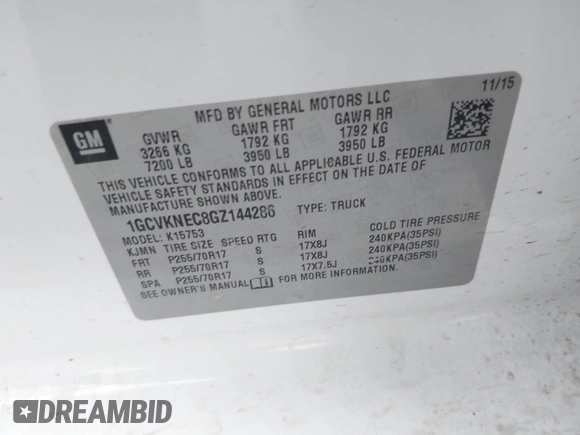 11/15
MFD BY GENERAL MOTORS LLC
GM
GVWR GAWR FRT GAWR RR
3266 KG 1792 KG 1792 KG
7200 LB 3950 LB 3950 LB
THIS VEHICLE CONFORMS TO ALL APPLICABLE U.S. FEDERAL MOTOR
VEHICLE SAFETY STANDARDS IN EFFECT ON THE DATE OF
MANUFACTURE SHOWN ABOVE.
1GCVKNEC8GZ144286 TYPE: TRUCK
MODEL: K15753
KJMN TIRE SIZE SPEED RTG RIM COLD TIRE PRESSURE
FRT P255/70R17 S 17X8J 240KPA(35PSI)
RR P255/70R17 S 17X8J 240KPA(35PSI)
SPA P255/70R17 S 17X7.5J 240KPA(35PSI)
SEE OWNER'S MANUAL
DREAMBID